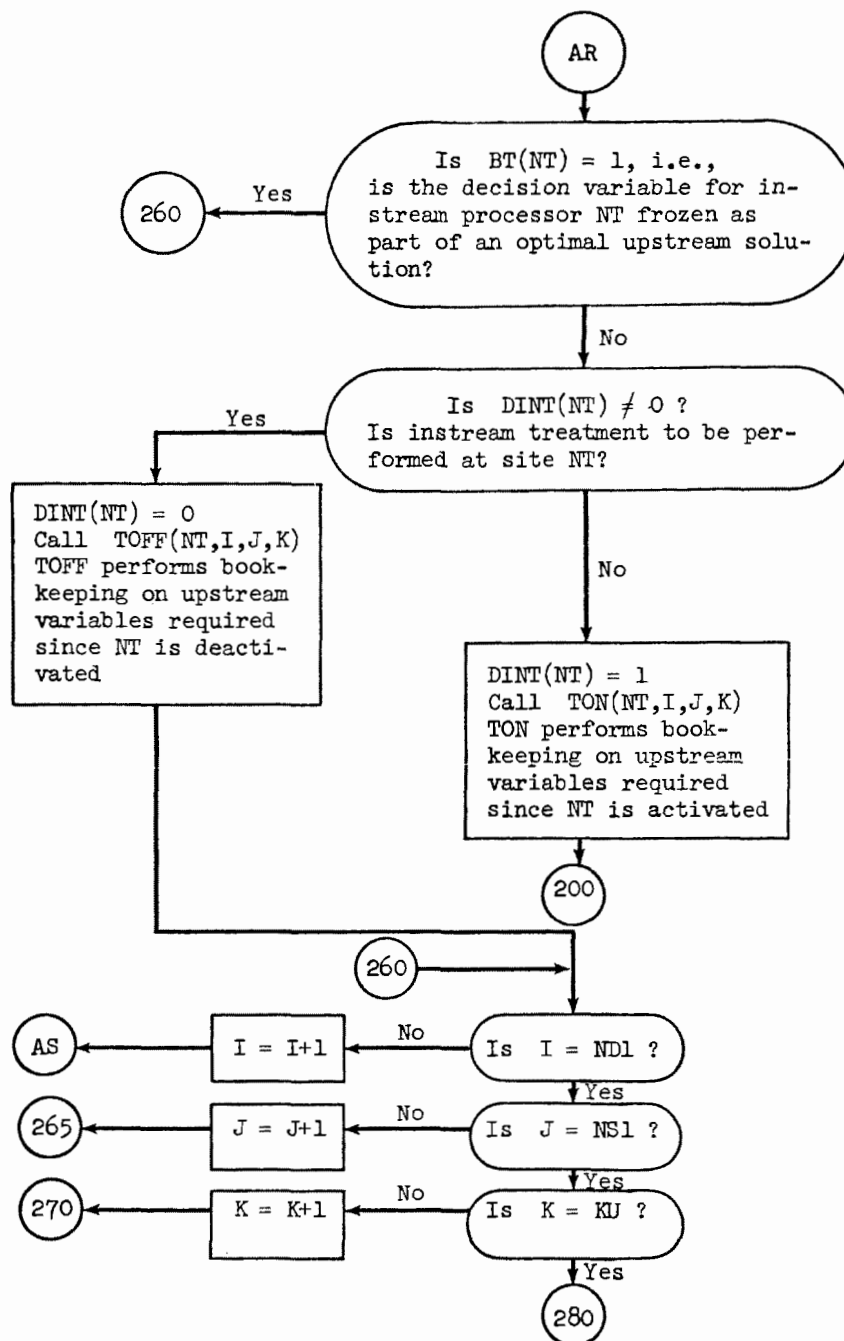 AR
Is BT(NT) = 1, i.e.,
is the decision variable for in-
stream processor NT frozen as
part of an optimal upstream solu-
tion?
Yes
260
No
Is DINT(NT) ≠ 0 ?
Is instream treatment to be per-
formed at site NT?
Yes
DINT(NT) = 0
Call TOFF(NT,I,J,K)
TOFF performs book-
keeping on upstream
variables required
since NT is deacti-
vated
No
DINT(NT) = 1
Call TON(NT,I,J,K)
TON performs book-
keeping on upstream
variables required
since NT is activated
200
260
Is I = ND1 ?
No
I = I+1
AS
Yes
Is J = NS1 ?
No
J = J+1
265
Yes
Is K = KU ?
No
K = K+1
270
Yes
280